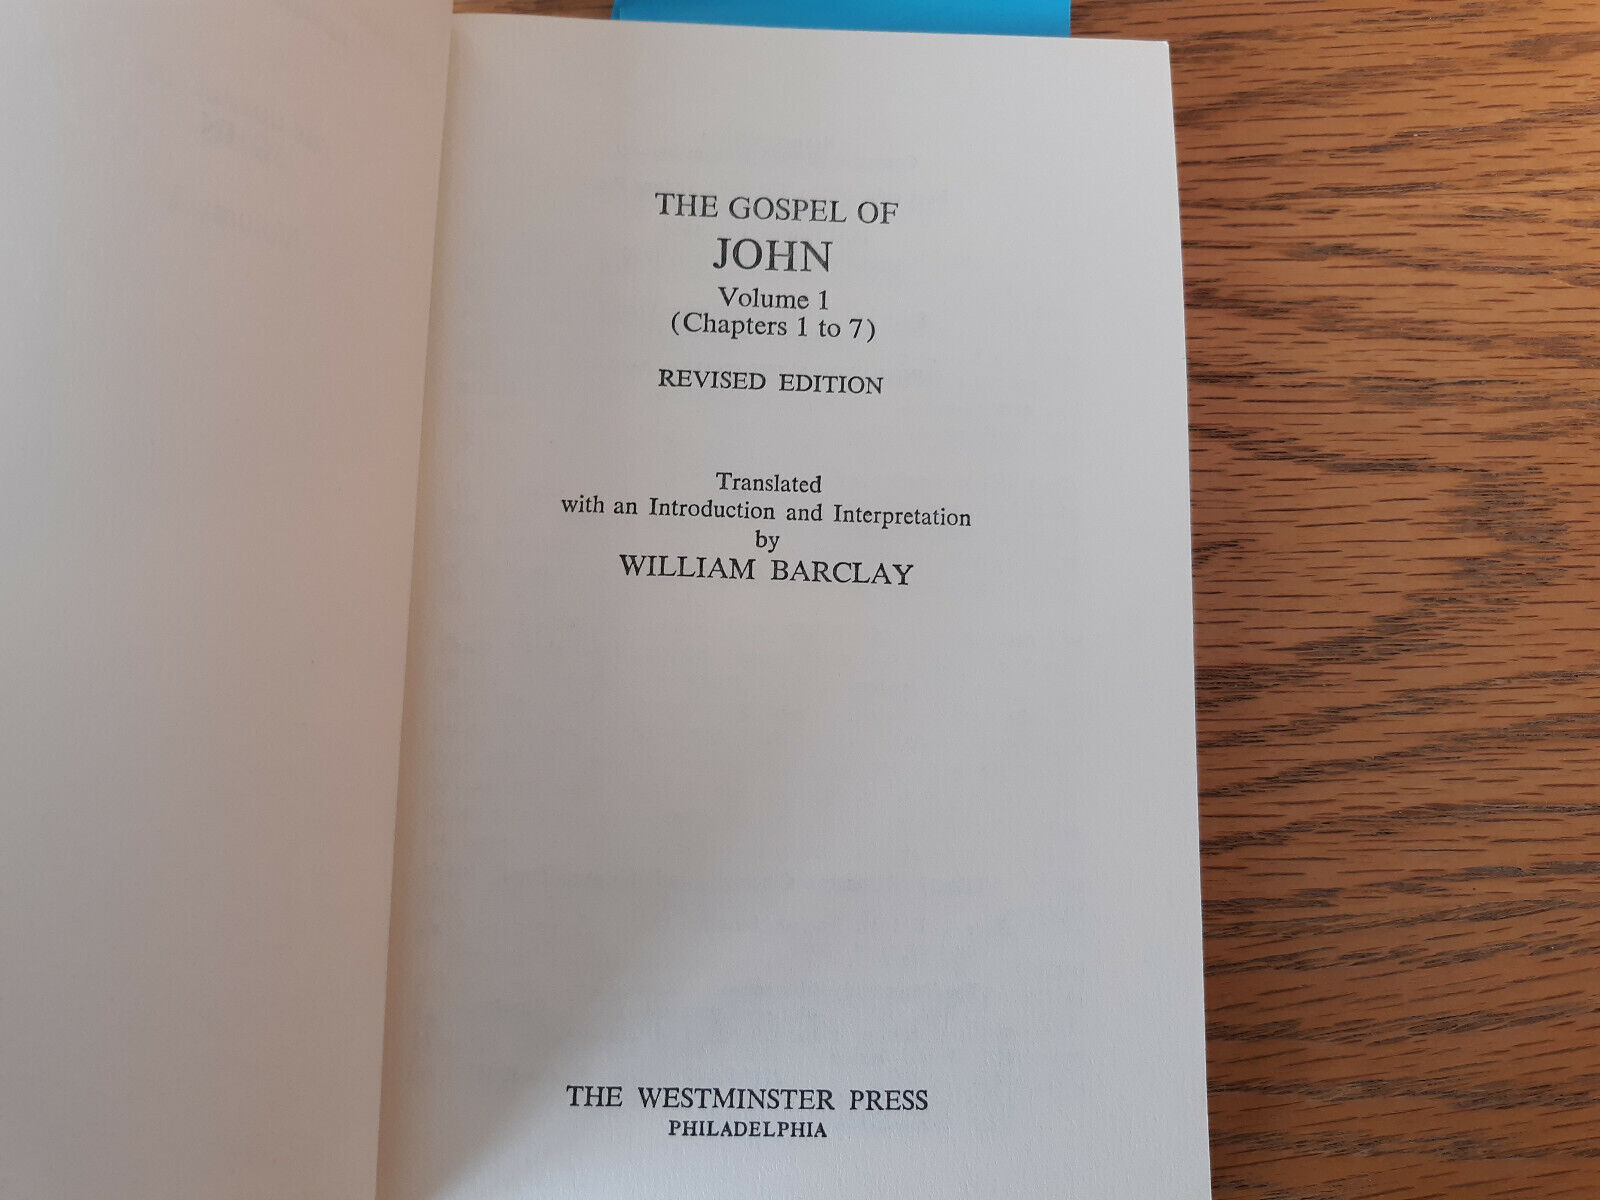 THE GOSPEL OF
JOHN
Volume 1
(Chapters 1 to 7)
REVISED EDITION
Translated
with an Introduction and Interpretation
by
WILLIAM BARCLAY
THE WESTMINSTER PRESS
PHILADELPHIA